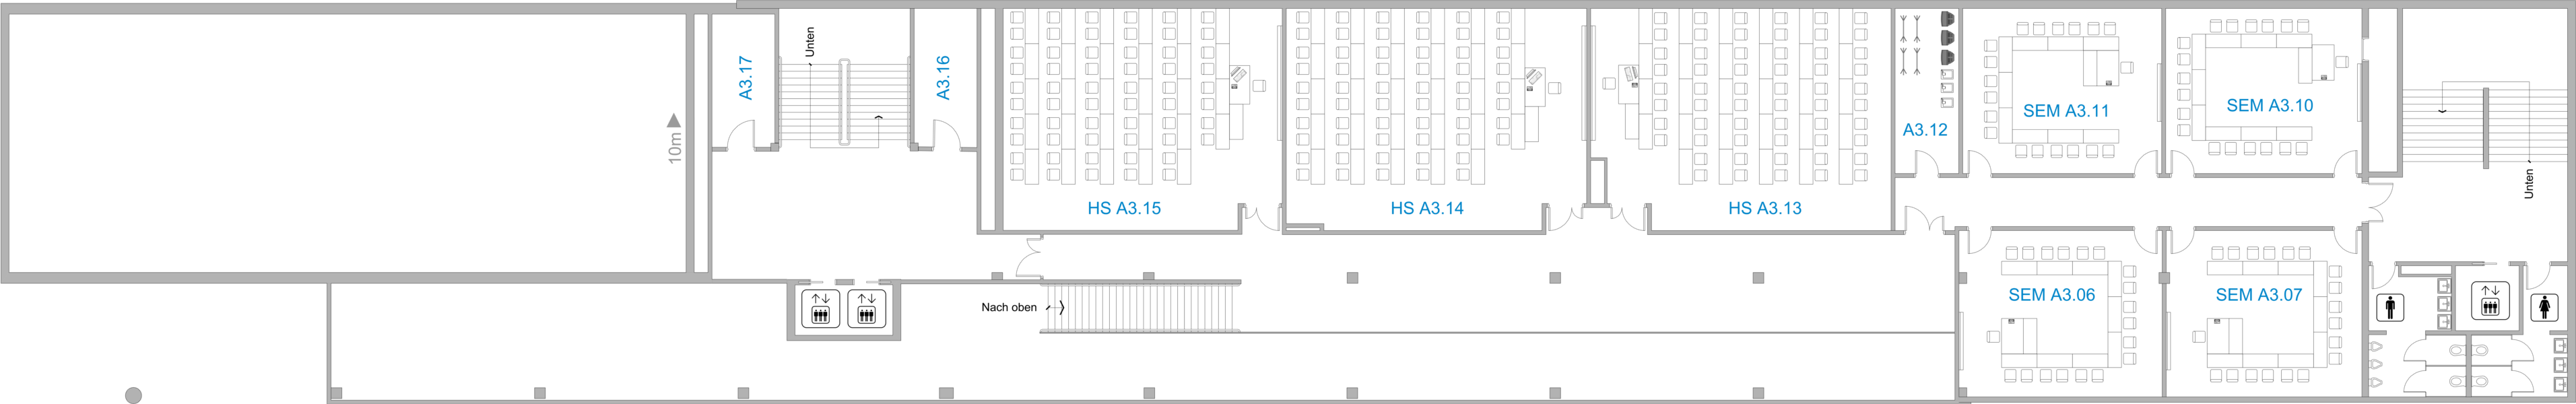 Unten
A3.17
A3.16
10m
HS A3.15
HS A3.14
HS A3.13
A3.12
SEM A3.11
SEM A3.10
Unten
Nach oben
SEM A3.06
SEM A3.07